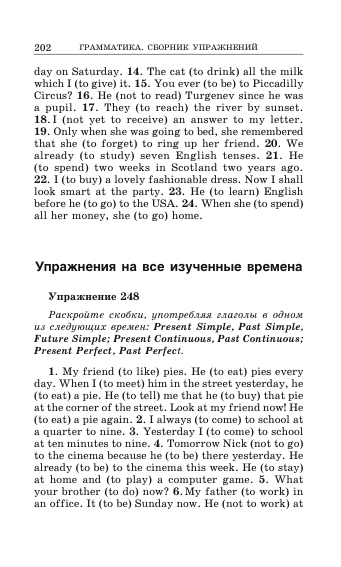 202 ГРАММАТИКА. СБОРНИК УПРАЖНЕНИЙ
day on Saturday. 14. The cat (to drink) all the milk
which I (to give) it. 15. You ever (to be) to Piccadilly
Circus? 16. He (not to read) Turgenev since he was
a pupil. 17. They (to reach) the river by sunset.
18. I (not yet to receive) an answer to my letter.
19. Only when she was going to bed, she remembered
that she (to forget) to ring up her friend. 20. We
already (to study) seven English tenses. 21. He
(to spend) two weeks in Scotland two years ago.
22. I (to buy) a lovely fashionable dress. Now I shall
look smart at the party. 23. He (to learn) English
before he (to go) to the USA. 24. When she (to spend)
all her money, she (to go) home.
Упражнения на все изученные времена
Упражнение 248
Раскройте скобки, употребляя глаголы в одном
из следующих времен: Present Simple, Past Simple,
Future Simple; Present Continuous, Past Continuous;
Present Perfect, Past Perfect.
1. My friend (to like) pies. He (to eat) pies every
day. When I (to meet) him in the street yesterday, he
(to eat) a pie. He (to tell) me that he (to buy) that pie
at the corner of the street. Look at my friend now! He
(to eat) a pie again. 2. I always (to come) to school at
a quarter to nine. 3. Yesterday I (to come) to school
at ten minutes to nine. 4. Tomorrow Nick (not to go)
to the cinema because he (to be) there yesterday. He
already (to be) to the cinema this week. He (to stay)
at home and (to play) a computer game. 5. What
your brother (to do) now? 6. My father (to work) in
an office. It (to be) Sunday now. He (not to work) at